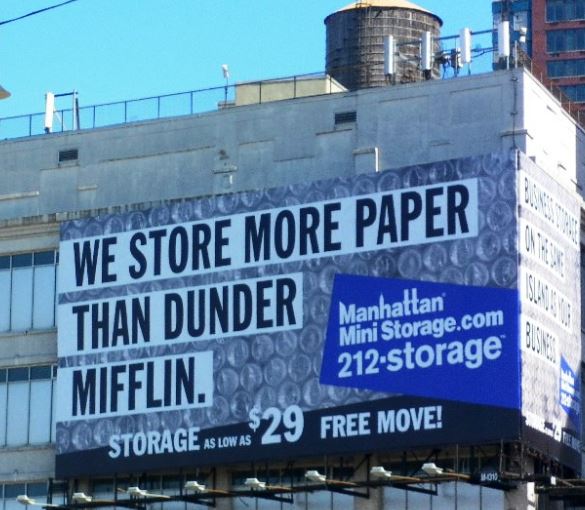 WE STORE MORE PAPER
THAN DUNDER
MIFFLIN.
Manhattan
Mini Storage.com
212-storage™
STORAGE AS LOW AS $29 FREE MOVE!
BUSINESS STORAGE
ON THE SAME
ISLAND AS YOUR
BUSINESS